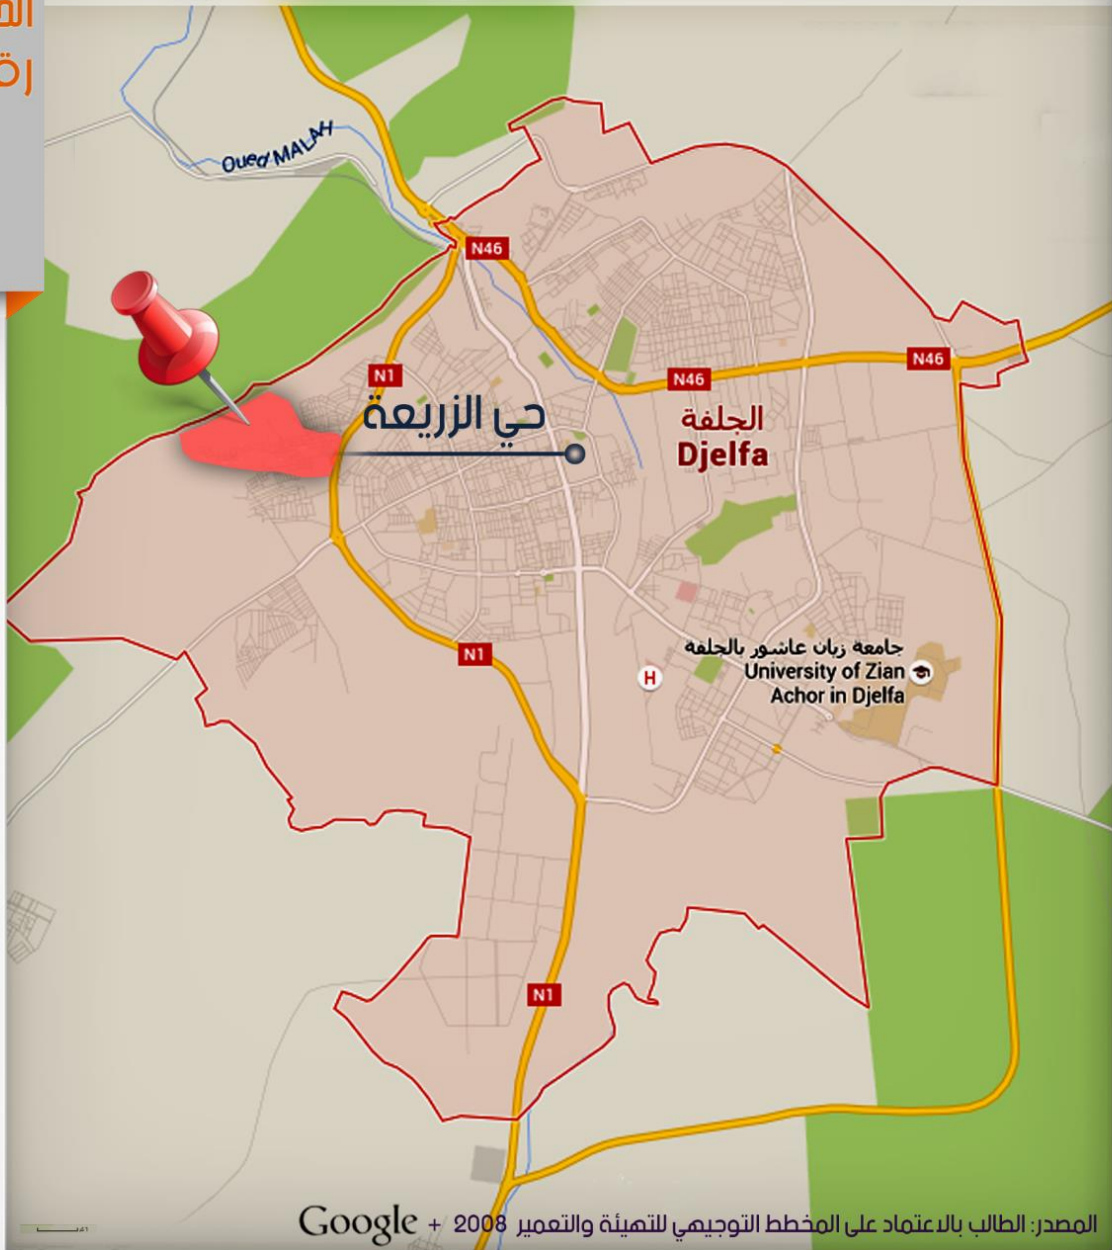 Oued MALAH
N46
N1
N46
N46
حي الزريعة
الجلفة
Djelfa
جامعة زيان عاشور بالجلفة
University of Zian
Achor in Djelfa
H
N1
N1
المصدر: الطالب بالاعتماد على المخطط التوجيهي للتهيئة والتعمير 2008 + Google